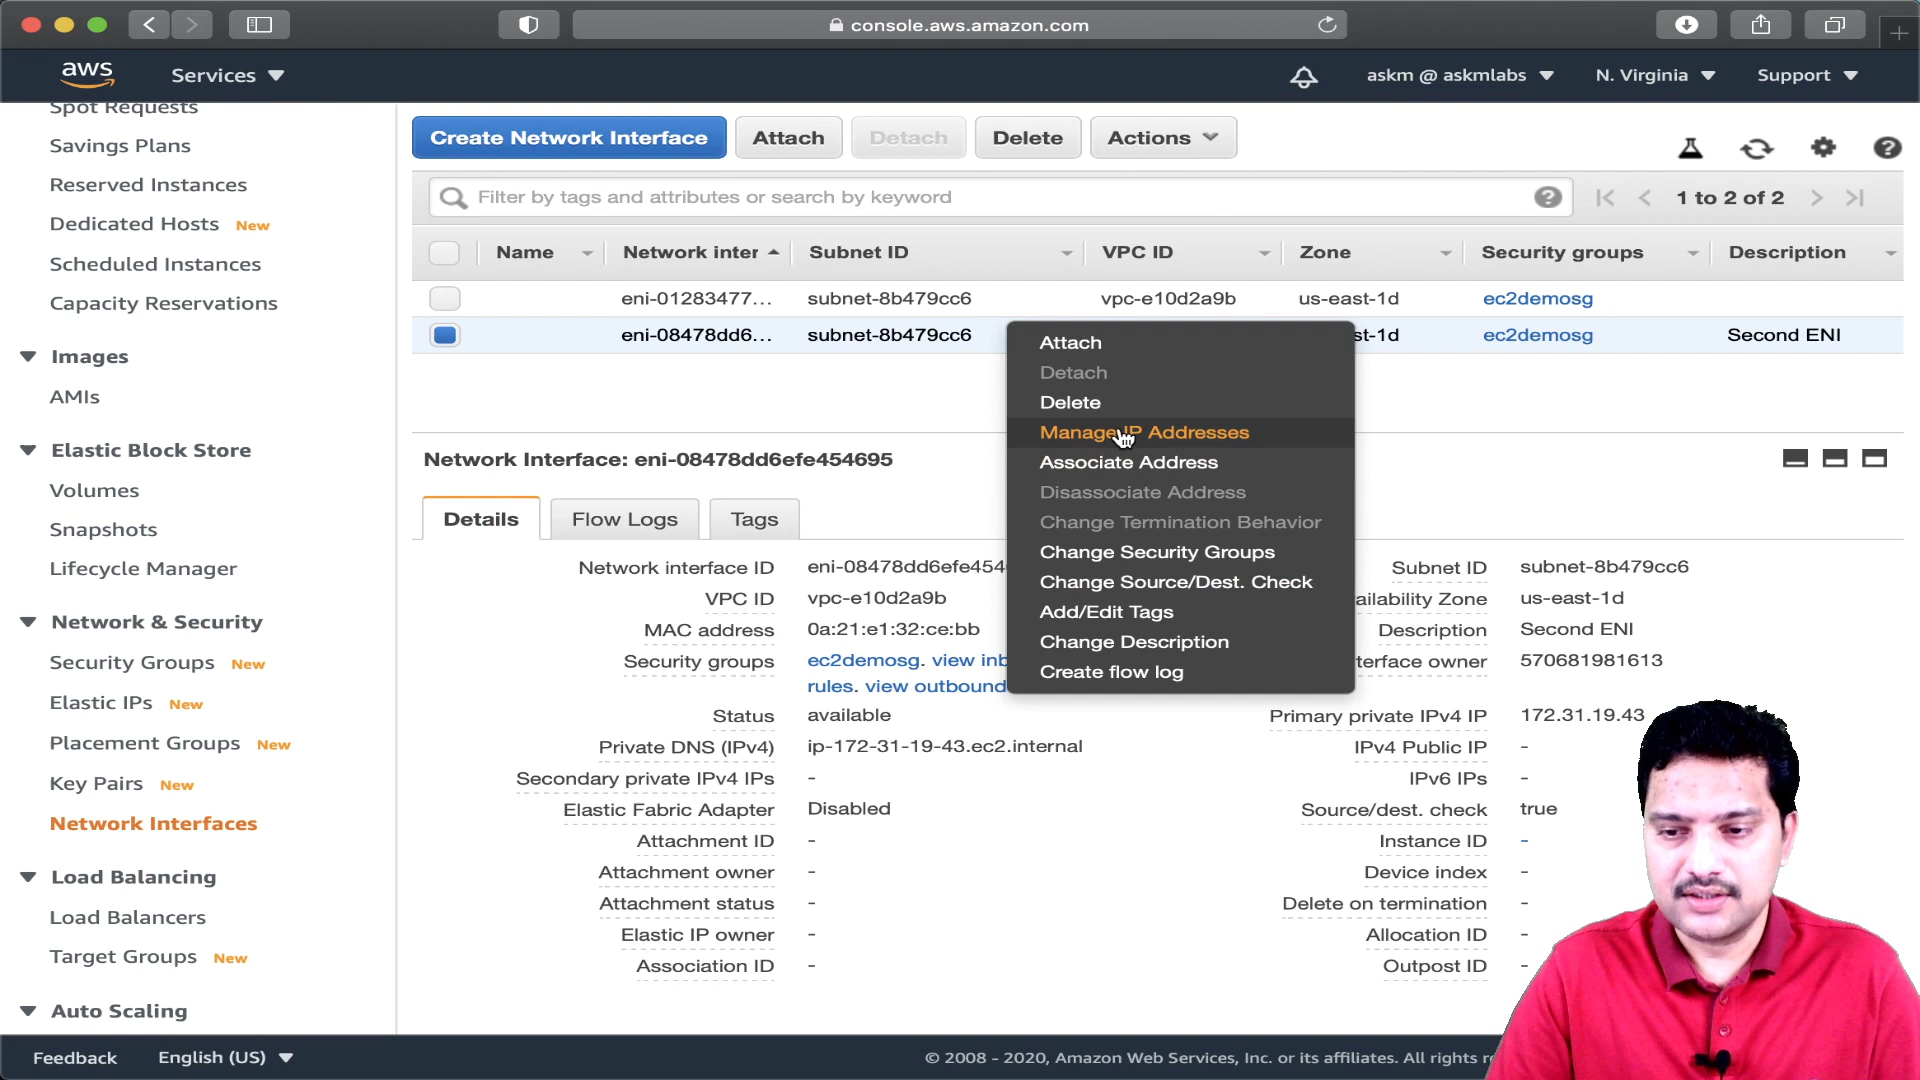 console.aws.amazon.com
aws
Services
askm @ askmlabs
N. Virginia
Support
Spot Requests
Savings Plans
Reserved Instances
Dedicated Hosts New
Scheduled Instances
Capacity Reservations
Images
AMIs
Elastic Block Store
Volumes
Snapshots
Lifecycle Manager
Network & Security
Security Groups New
Elastic IPs New
Placement Groups New
Key Pairs New
Network Interfaces
Load Balancing
Load Balancers
Target Groups New
Auto Scaling
Create Network Interface
Attach
Detach
Delete
Actions
Filter by tags and attributes or search by keyword
1 to 2 of 2
Name
Network inter
Subnet ID
VPC ID
Zone
Security groups
Description
eni-01283477... subnet-8b479cc6 vpc-e10d2a9b us-east-1d ec2demosg
eni-08478dd6... subnet-8b479cc6 st-1d ec2demosg Second ENI
Attach
Detach
Delete
Manage IP Addresses
Associate Address
Disassociate Address
Change Termination Behavior
Change Security Groups
Change Source/Dest. Check
Add/Edit Tags
Change Description
Create flow log
Network Interface: eni-08478dd6efe454695
Details
Flow Logs
Tags
Network interface ID eni-08478dd6efe454
VPC ID vpc-e10d2a9b
MAC address 0a:21:e1:32:ce:bb
Security groups ec2demosg. view inb
rules. view outbound
Status available
Private DNS (IPv4) ip-172-31-19-43.ec2.internal
Secondary private IPv4 IPs -
Elastic Fabric Adapter Disabled
Attachment ID -
Attachment owner -
Attachment status -
Elastic IP owner -
Association ID -
Subnet ID subnet-8b479cc6
ailability Zone us-east-1d
Description Second ENI
terface owner 570681981613
Primary private IPv4 IP 172.31.19.43
IPv4 Public IP -
IPv6 IPs -
Source/dest. check true
Instance ID -
Device index -
Delete on termination -
Allocation ID -
Outpost ID -
Feedback
English (US)
© 2008 - 2020, Amazon Web Services, Inc. or its affiliates. All rights r